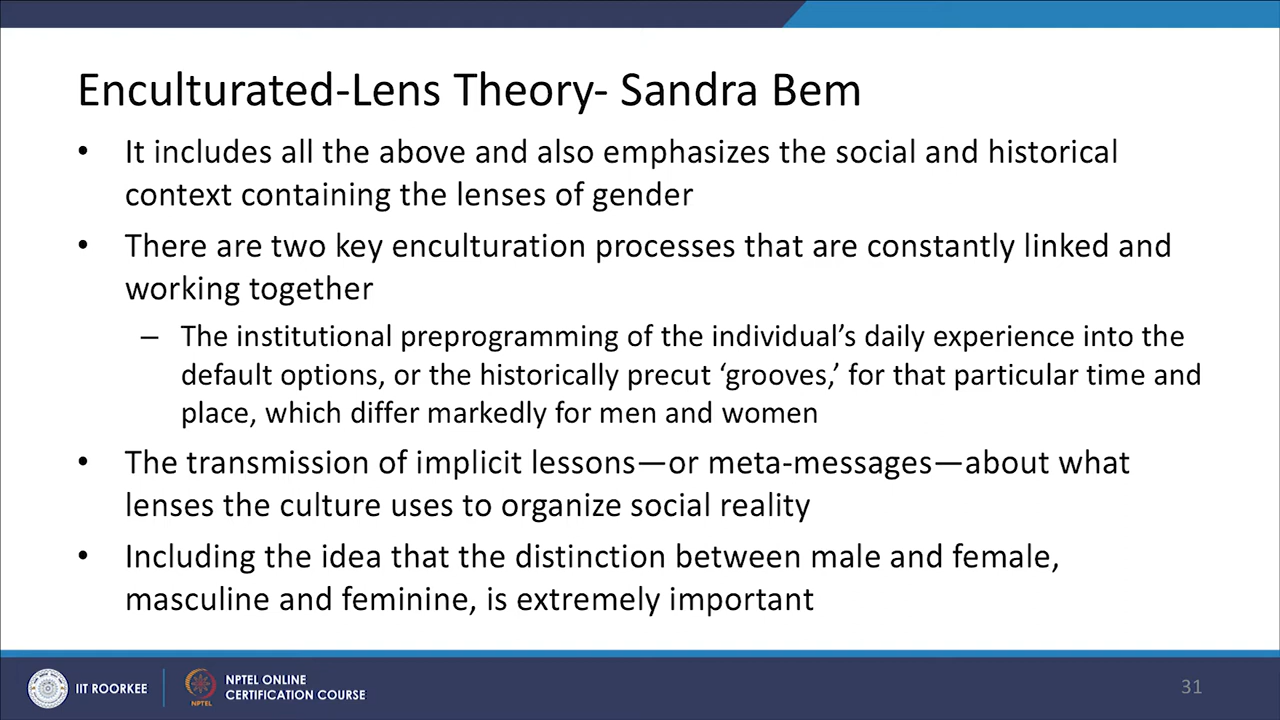 Enculturated-Lens Theory- Sandra Bem
• It includes all the above and also emphasizes the social and historical
context containing the lenses of gender
• There are two key enculturation processes that are constantly linked and
working together
– The institutional preprogramming of the individual’s daily experience into the
default options, or the historically precut ‘grooves,’ for that particular time and
place, which differ markedly for men and women
• The transmission of implicit lessons—or meta-messages—about what
lenses the culture uses to organize social reality
• Including the idea that the distinction between male and female,
masculine and feminine, is extremely important
IIT ROORKEE
NPTEL
NPTEL ONLINE
CERTIFICATION COURSE
31